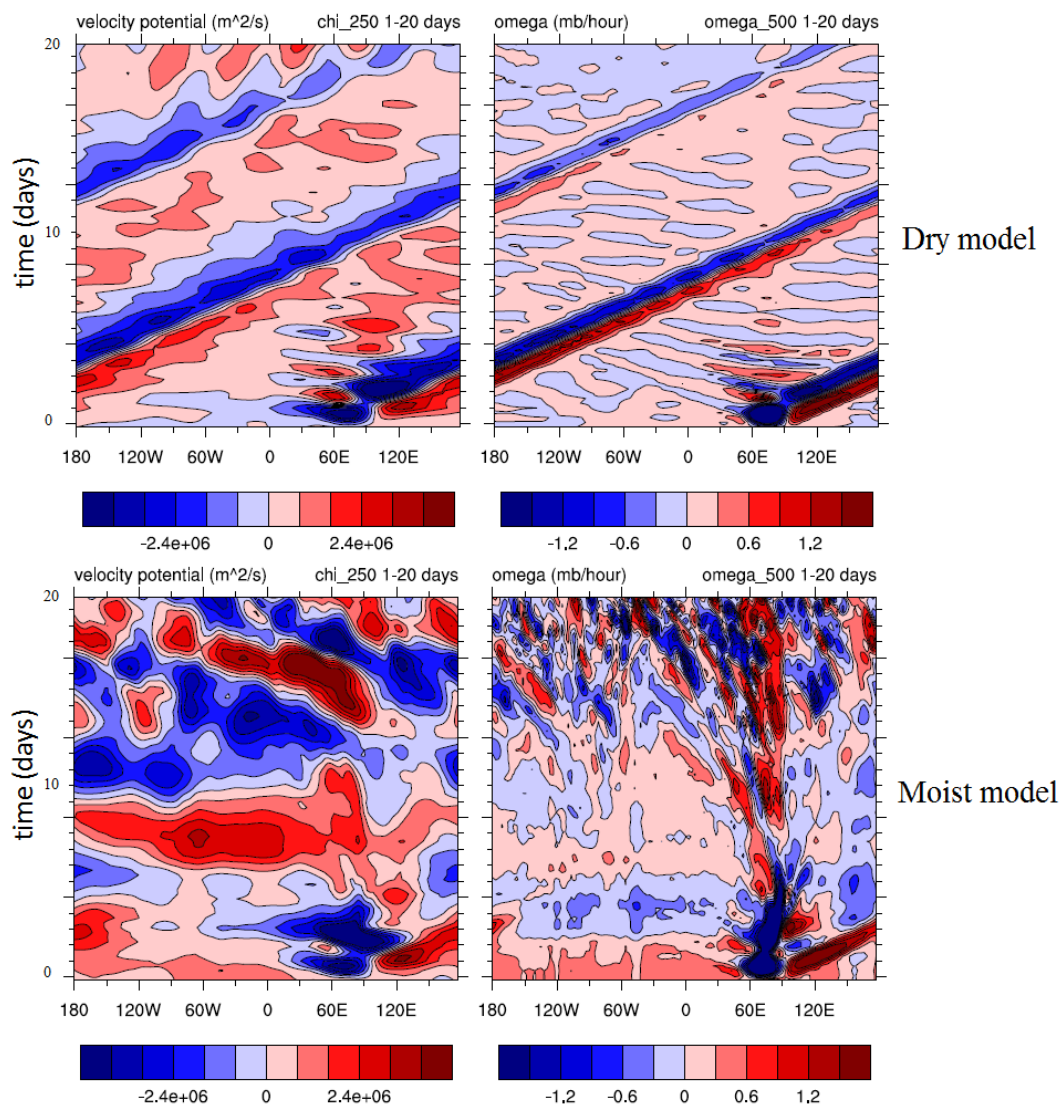 velocity potential (m^2/s) chi_250 1-20 days
omega (mb/hour) omega_500 1-20 days
20
10
0
time (days)
Dry model
180 120W 60W 0 60E 120E
180 120W 60W 0 60E 120E
-2.4e+06 0 2.4e+06
-1.2 -0.6 0 0.6 1.2
velocity potential (m^2/s) chi_250 1-20 days
omega (mb/hour) omega_500 1-20 days
20
10
0
time (days)
Moist model
180 120W 60W 0 60E 120E
180 120W 60W 0 60E 120E
-2.4e+06 0 2.4e+06
-1.2 -0.6 0 0.6 1.2